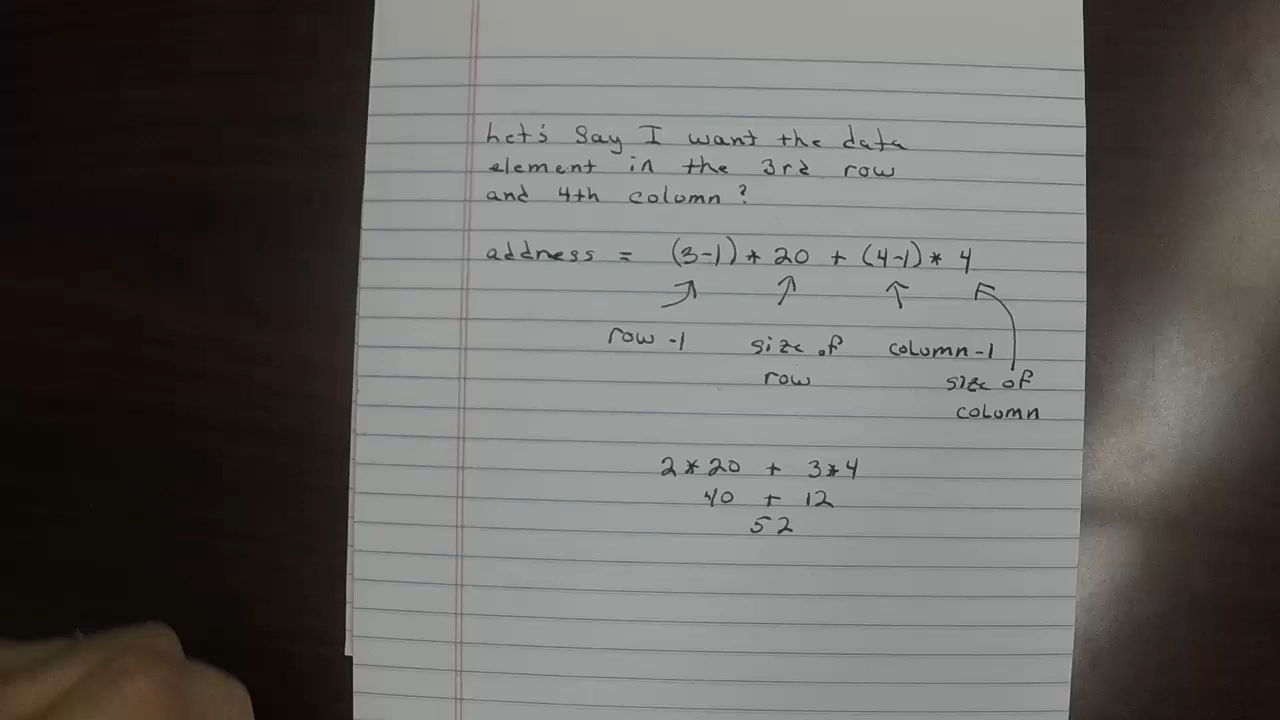 Let's say I want the data
element in the 3rd row
and 4th column?
address = (3-1) * 20 + (4-1) * 4
row -1 size of column -1
row size of
column
2*20 + 3*4
40 + 12
52